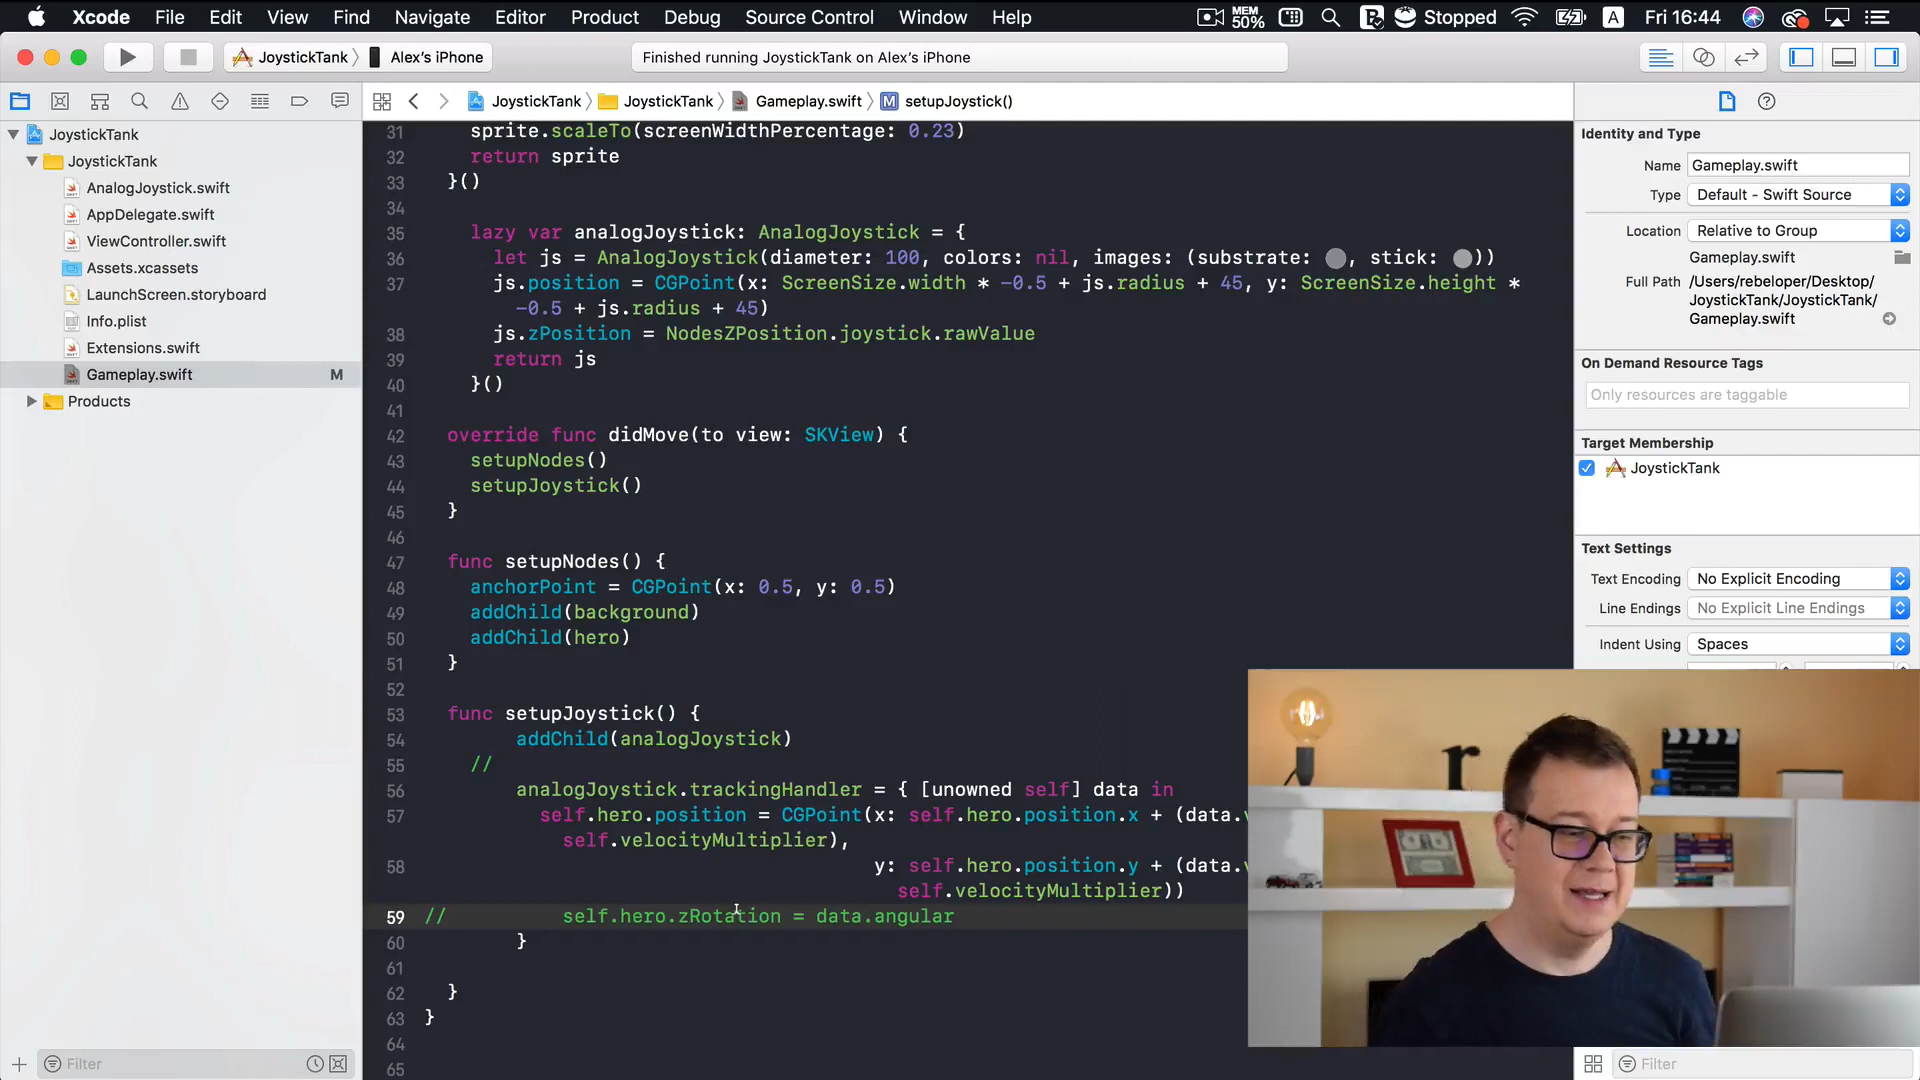 Xcode File Edit View Find Navigate Editor Product Debug Source Control Window Help MEM 50% Stopped A Fri 16:44
JoystickTank Alex's iPhone Finished running JoystickTank on Alex's iPhone
JoystickTank JoystickTank Gameplay.swift M setupJoystick()
JoystickTank
JoystickTank
AnalogJoystick.swift
AppDelegate.swift
ViewController.swift
Assets.xcassets
LaunchScreen.storyboard
Info.plist
Extensions.swift
Gameplay.swift M
Products
Filter
31 sprite.scaleTo(screenWidthPercentage: 0.23)
32 return sprite
33 }()
34
35 lazy var analogJoystick: AnalogJoystick = {
36 let js = AnalogJoystick(diameter: 100, colors: nil, images: (substrate: , stick: ))
37 js.position = CGPoint(x: ScreenSize.width * -0.5 + js.radius + 45, y: ScreenSize.height *
-0.5 + js.radius + 45)
38 js.zPosition = NodesZPosition.joystick.rawValue
39 return js
40 }()
41
42 override func didMove(to view: SKView) {
43 setupNodes()
44 setupJoystick()
45 }
46
47 func setupNodes() {
48 anchorPoint = CGPoint(x: 0.5, y: 0.5)
49 addChild(background)
50 addChild(hero)
51 }
52
53 func setupJoystick() {
54 addChild(analogJoystick)
55 //
56 analogJoystick.trackingHandler = { [unowned self] data in
57 self.hero.position = CGPoint(x: self.hero.position.x + (data.v
self.velocityMultiplier),
58 y: self.hero.position.y + (data.v
self.velocityMultiplier))
59 // self.hero.zRotation = data.angular
60 }
61
62 }
63 }
64
65
Identity and Type
Name Gameplay.swift
Type Default - Swift Source
Location Relative to Group
Gameplay.swift
Full Path /Users/rebeloper/Desktop/
JoystickTank/JoystickTank/
Gameplay.swift
On Demand Resource Tags
Only resources are taggable
Target Membership
JoystickTank
Text Settings
Text Encoding No Explicit Encoding
Line Endings No Explicit Line Endings
Indent Using Spaces
r
Filter